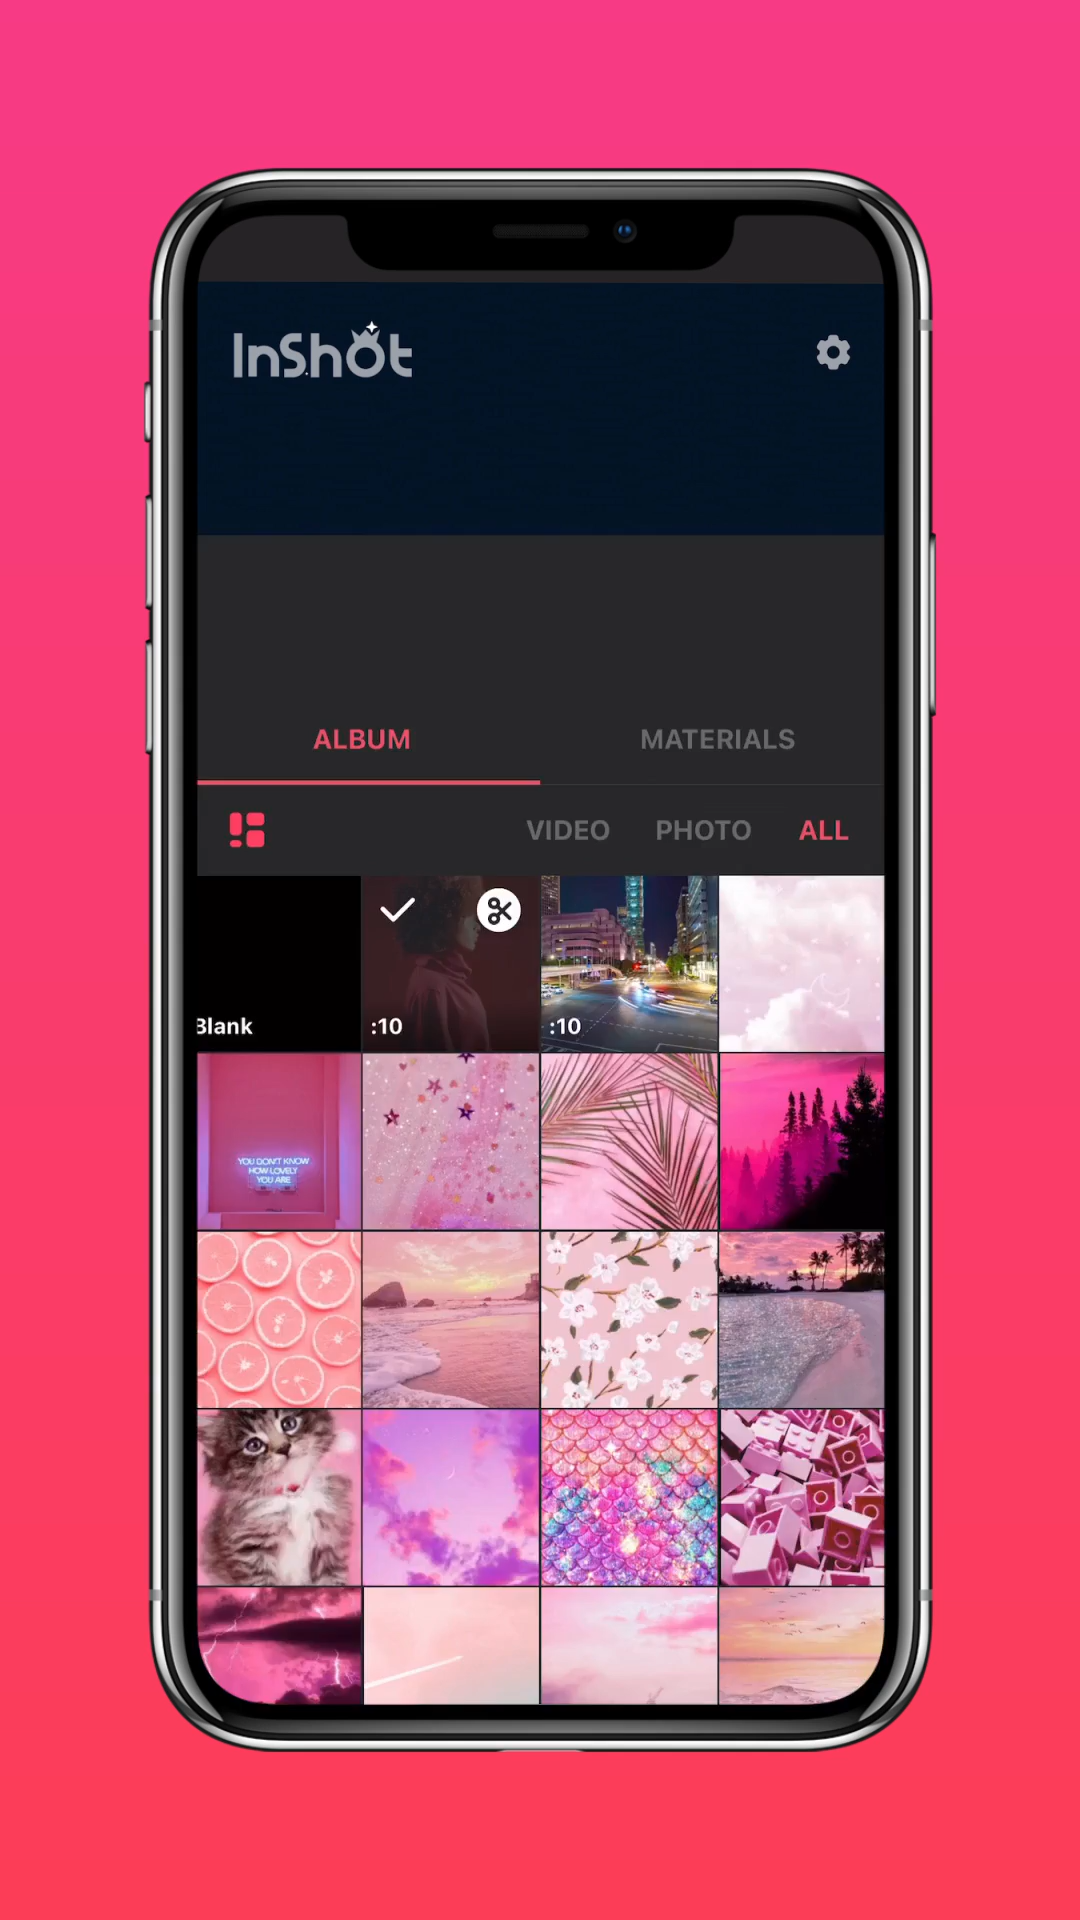 InShot
ALBUM MATERIALS
VIDEO PHOTO ALL
Blank :10 :10
YOU DON'T KNOW
HOW LOVELY
YOU ARE